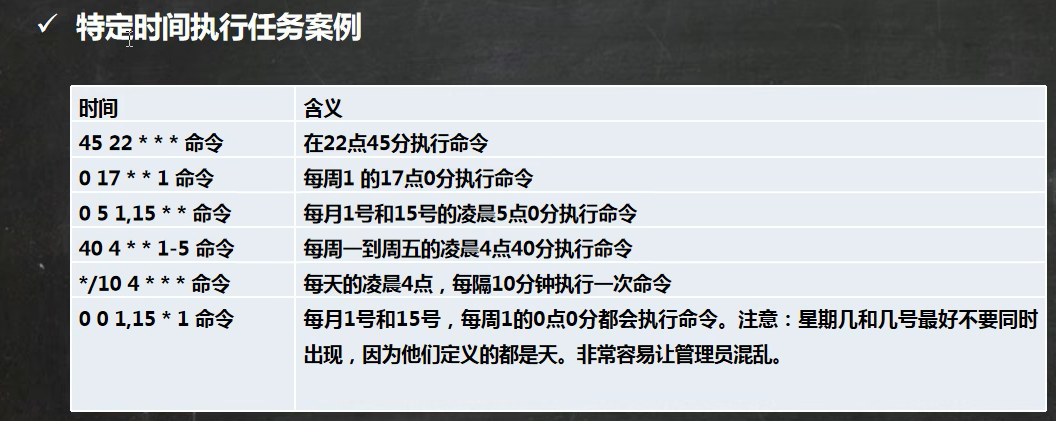 ✓ 特定时间执行任务案例
时间 含义
45 22 * * * 命令 在22点45分执行命令
0 17 * * 1 命令 每周1 的17点0分执行命令
0 5 1,15 * * 命令 每月1号和15号的凌晨5点0分执行命令
40 4 * * 1-5 命令 每周一到周五的凌晨4点40分执行命令
*/10 4 * * * 命令 每天的凌晨4点，每隔10分钟执行一次命令
0 0 1,15 * 1 命令 每月1号和15号，每周1的0点0分都会执行命令。注意：星期几和几号最好不要同时
出现，因为他们定义的都是天。非常容易让管理员混乱。